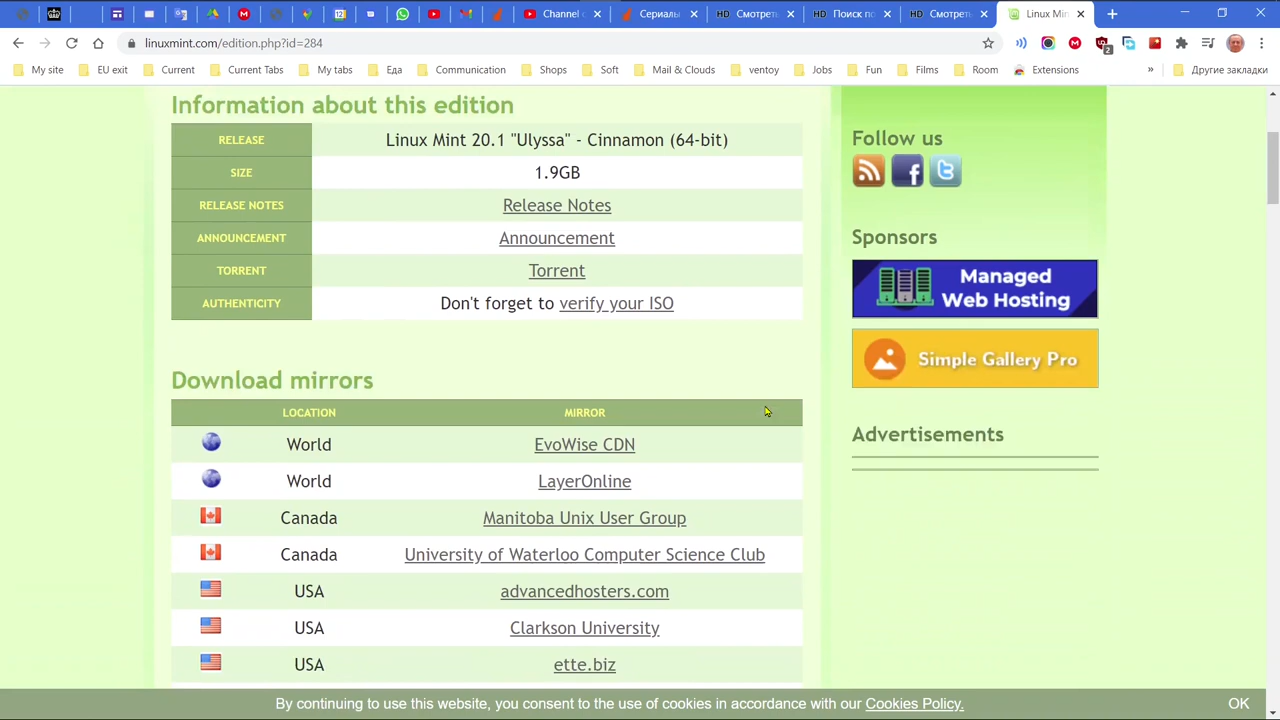 Channel c
Сериалы
HD Смотреть
HD Поиск по
HD Смотреть
Linux Min
linuxmint.com/edition.php?id=284
2
My site
EU exit
Current
Current Tabs
My tabs
Еда
Communication
Shops
Soft
Mail & Clouds
ventoy
Jobs
Fun
Films
Room
Extensions
»
Другие закладки
Information about this edition
RELEASE Linux Mint 20.1 "Ulyssa" - Cinnamon (64-bit)
SIZE 1.9GB
RELEASE NOTES Release Notes
ANNOUNCEMENT Announcement
TORRENT Torrent
AUTHENTICITY Don't forget to verify your ISO
Download mirrors
LOCATION MIRROR
World EvoWise CDN
World LayerOnline
Canada Manitoba Unix User Group
Canada University of Waterloo Computer Science Club
USA advancedhosters.com
USA Clarkson University
USA ette.biz
Follow us
Sponsors
Managed
Web Hosting
Simple Gallery Pro
Advertisements
By continuing to use this website, you consent to the use of cookies in accordance with our Cookies Policy.
OK